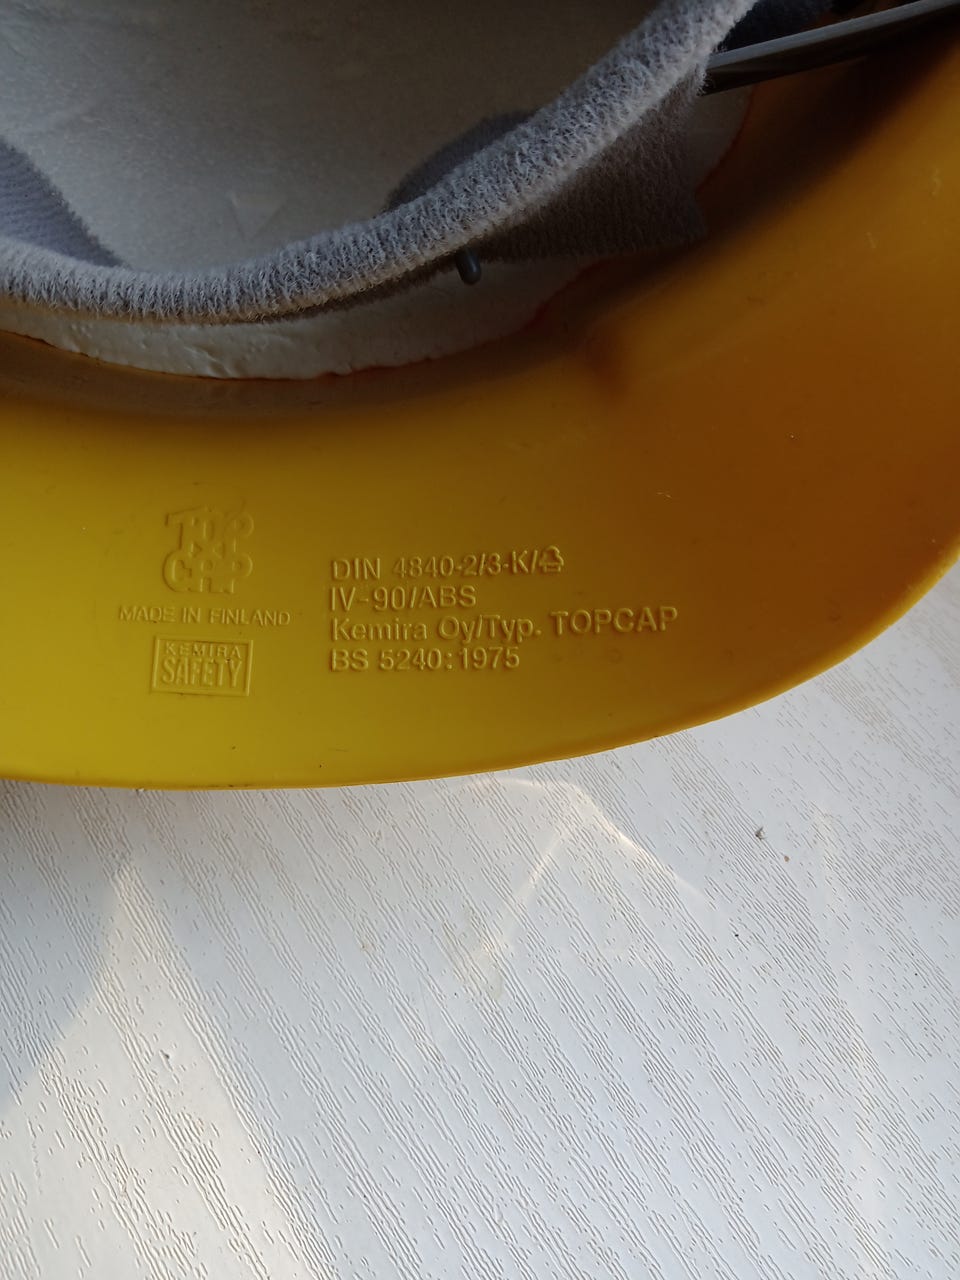 TOP
CAP
MADE IN FINLAND
KEMIRA
SAFETY
DIN 4840-2/3-K/
IV-90/ABS
Kemira Oy/Typ. TOPCAP
BS 5240:1975